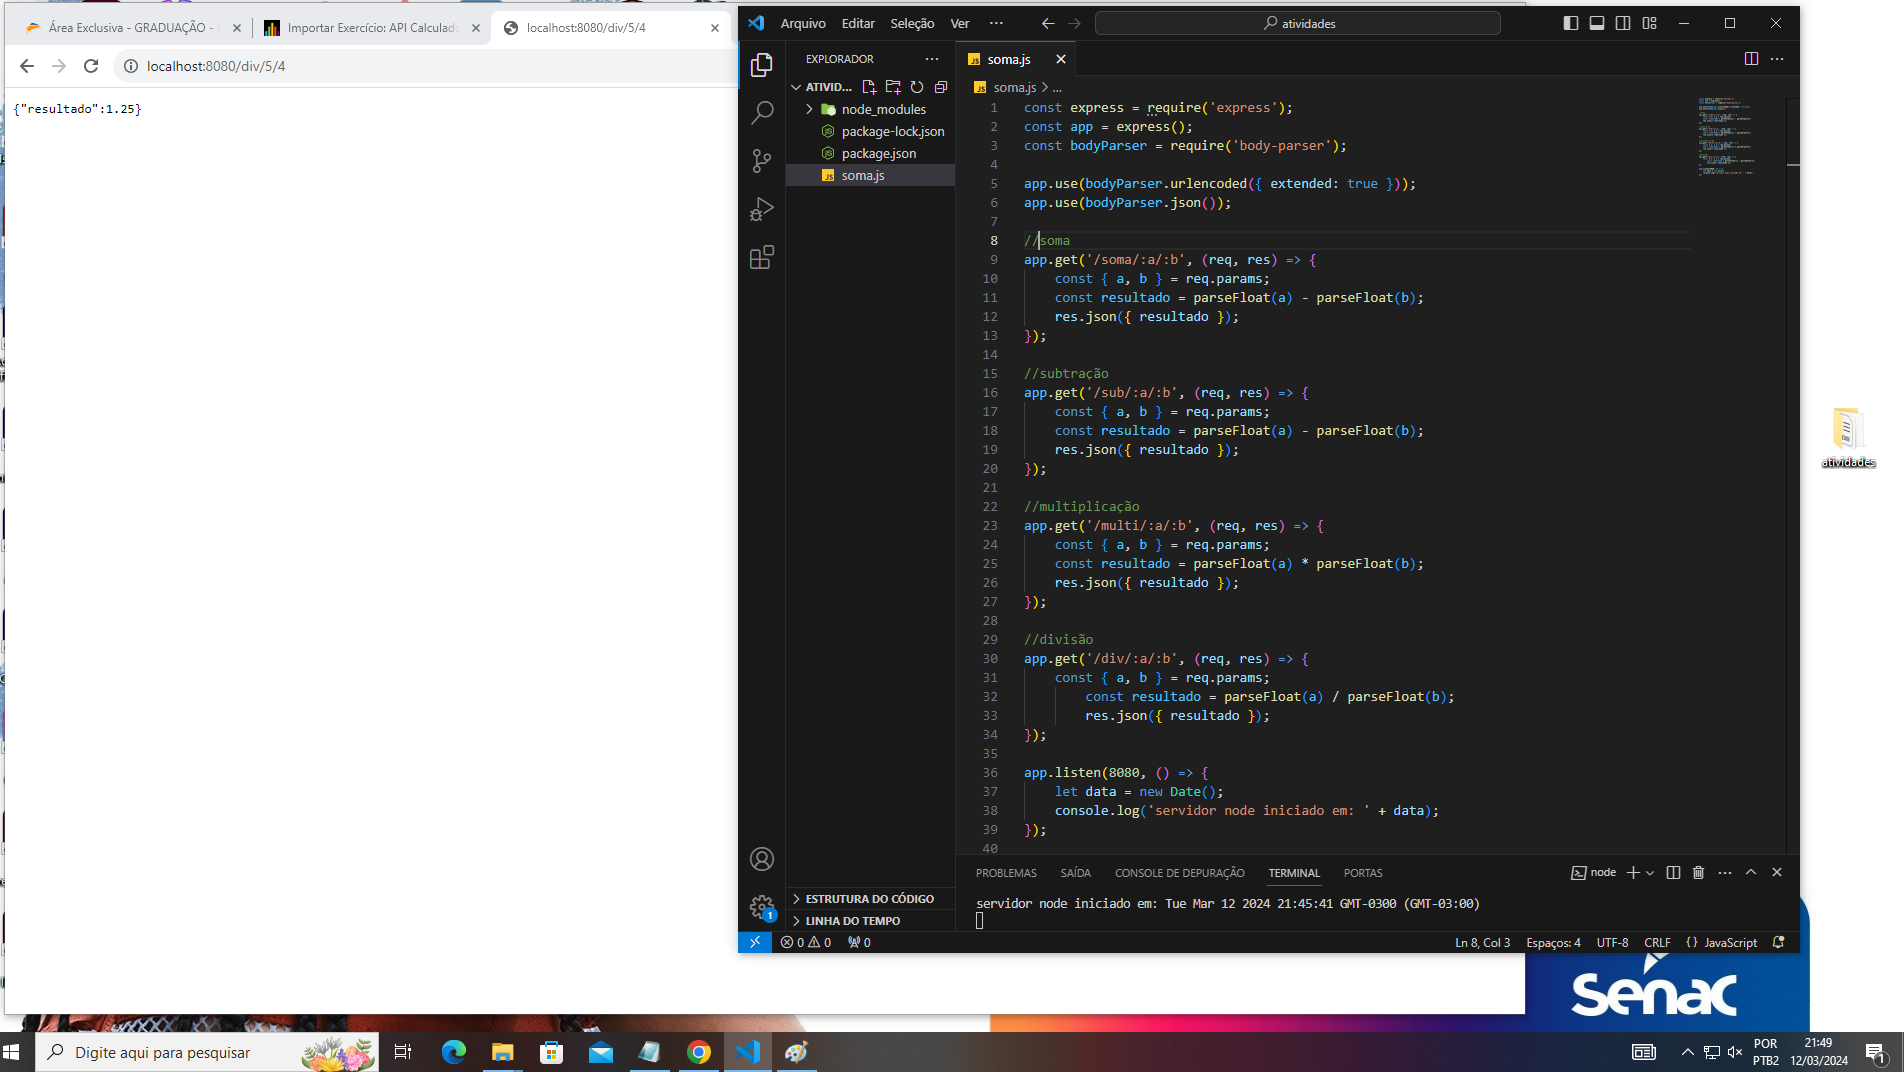 Área Exclusiva - GRADUAÇÃO -
Importar Exercício: API Calculado
localhost:8080/div/5/4
localhost:8080/div/5/4
{"resultado":1.25}
Arquivo Editar Seleção Ver ···
atividades
EXPLORADOR ···
ATIVID...
node_modules
package-lock.json
package.json
JS soma.js
JS soma.js
JS soma.js > ...
1 const express = require('express');
2 const app = express();
3 const bodyParser = require('body-parser');
4
5 app.use(bodyParser.urlencoded({ extended: true }));
6 app.use(bodyParser.json());
7
8 //soma
9 app.get('/soma/:a/:b', (req, res) => {
10 const { a, b } = req.params;
11 const resultado = parseFloat(a) - parseFloat(b);
12 res.json({ resultado });
13 });
14
15 //subtração
16 app.get('/sub/:a/:b', (req, res) => {
17 const { a, b } = req.params;
18 const resultado = parseFloat(a) - parseFloat(b);
19 res.json({ resultado });
20 });
21
22 //multiplicação
23 app.get('/multi/:a/:b', (req, res) => {
24 const { a, b } = req.params;
25 const resultado = parseFloat(a) * parseFloat(b);
26 res.json({ resultado });
27 });
28
29 //divisão
30 app.get('/div/:a/:b', (req, res) => {
31 const { a, b } = req.params;
32 const resultado = parseFloat(a) / parseFloat(b);
33 res.json({ resultado });
34 });
35
36 app.listen(8080, () => {
37 let data = new Date();
38 console.log('servidor node iniciado em: ' + data);
39 });
40
ESTRUTURA DO CÓDIGO
LINHA DO TEMPO
PROBLEMAS SAÍDA CONSOLE DE DEPURAÇÃO TERMINAL PORTAS
node
servidor node iniciado em: Tue Mar 12 2024 21:45:41 GMT-0300 (GMT-03:00)
1
0 0 0
Ln 8, Col 3 Espaços: 4 UTF-8 CRLF {} JavaScript
atividades
Senac
Digite aqui para pesquisar
POR
PTB2
21:49
12/03/2024
1